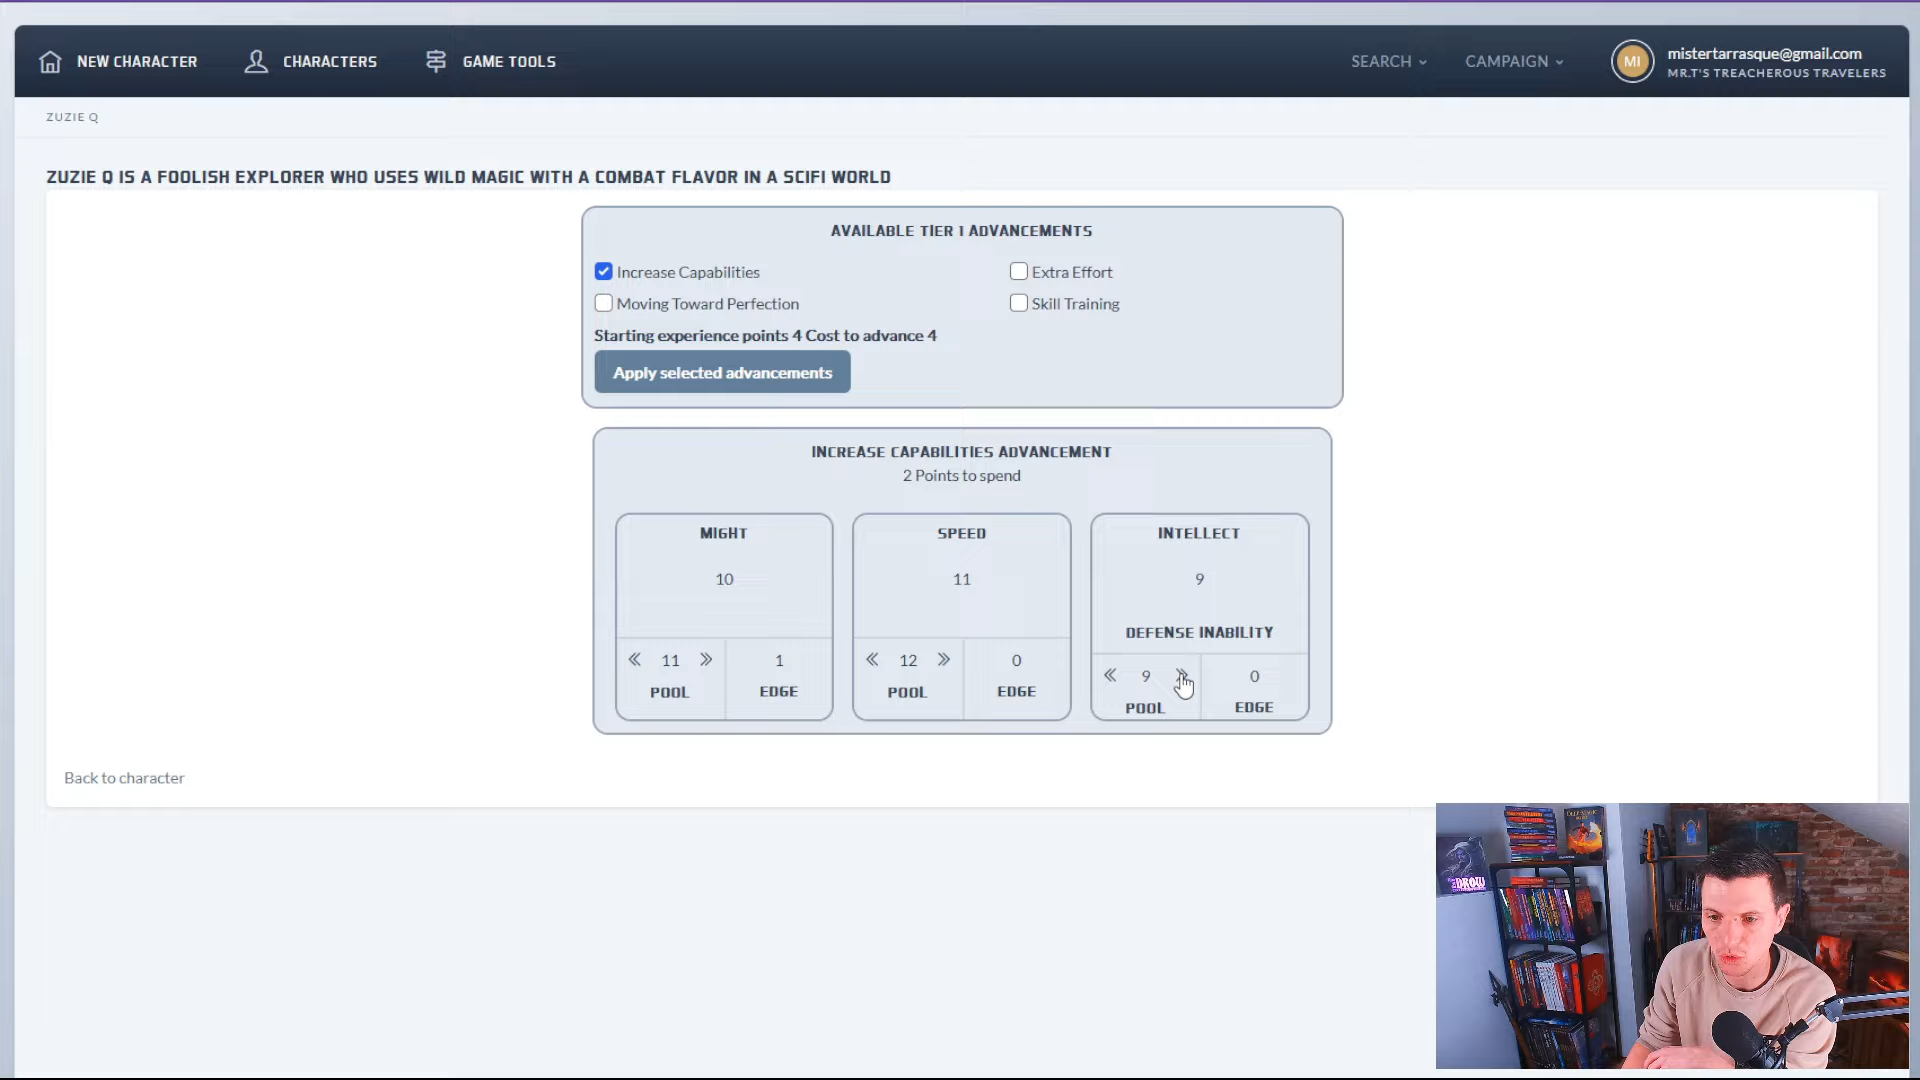 NEW CHARACTER
CHARACTERS
GAME TOOLS
SEARCH
CAMPAIGN
MI
mistertarrasque@gmail.com
MR.T'S TREACHEROUS TRAVELERS
ZUZIE Q
ZUZIE Q IS A FOOLISH EXPLORER WHO USES WILD MAGIC WITH A COMBAT FLAVOR IN A SCIFI WORLD
AVAILABLE TIER 1 ADVANCEMENTS
Increase Capabilities
Extra Effort
Moving Toward Perfection
Skill Training
Starting experience points 4 Cost to advance 4
Apply selected advancements
INCREASE CAPABILITIES ADVANCEMENT
2 Points to spend
MIGHT
10
11
POOL
1
EDGE
SPEED
11
12
POOL
0
EDGE
INTELLECT
9
DEFENSE INABILITY
9
POOL
0
EDGE
Back to character
DROW